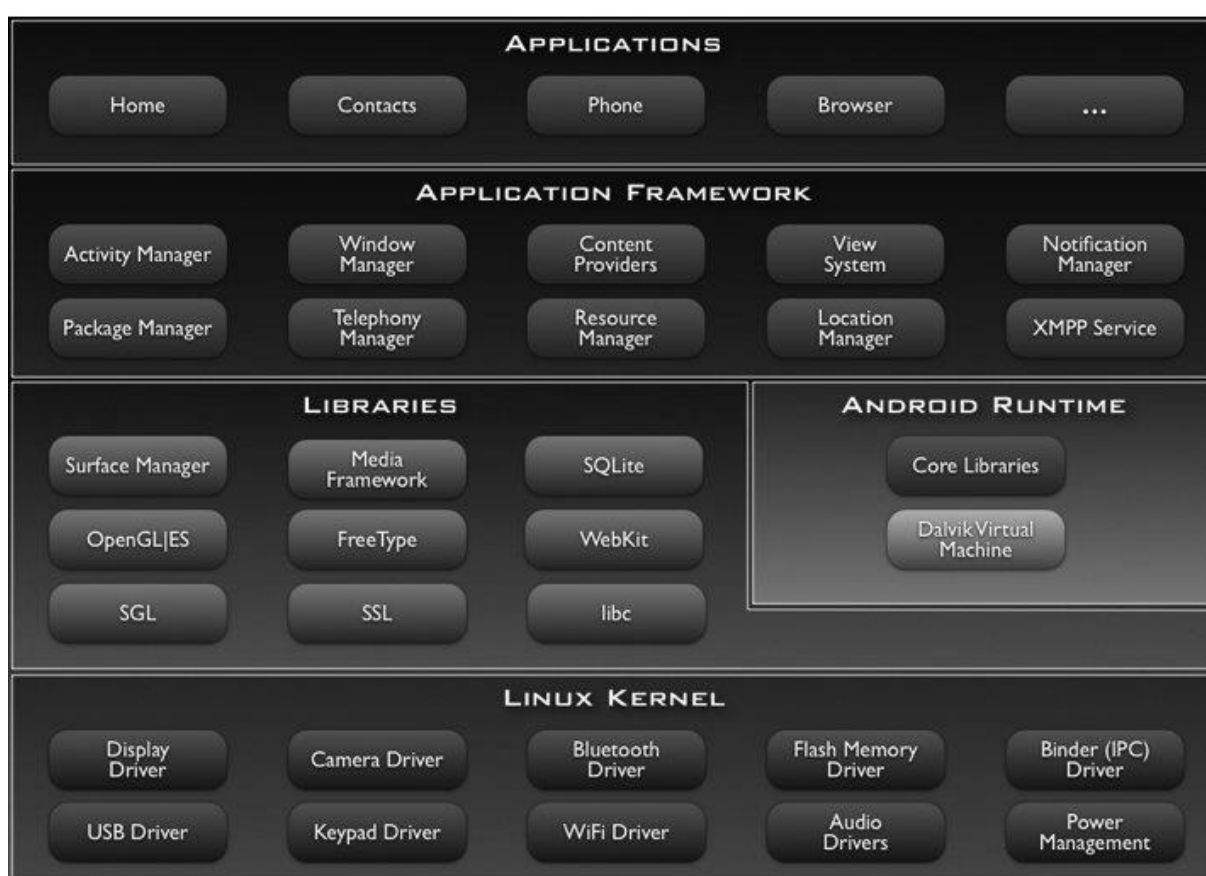 APPLICATIONS
Home
Contacts
Phone
Browser
...
APPLICATION FRAMEWORK
Activity Manager
Window
Manager
Content
Providers
View
System
Notification
Manager
Package Manager
Telephony
Manager
Resource
Manager
Location
Manager
XMPP Service
LIBRARIES
Surface Manager
Media
Framework
SQLite
OpenGL|ES
FreeType
WebKit
SGL
SSL
libc
ANDROID RUNTIME
Core Libraries
Dalvik Virtual
Machine
LINUX KERNEL
Display
Driver
Camera Driver
Bluetooth
Driver
Flash Memory
Driver
Binder (IPC)
Driver
USB Driver
Keypad Driver
WiFi Driver
Audio
Drivers
Power
Management